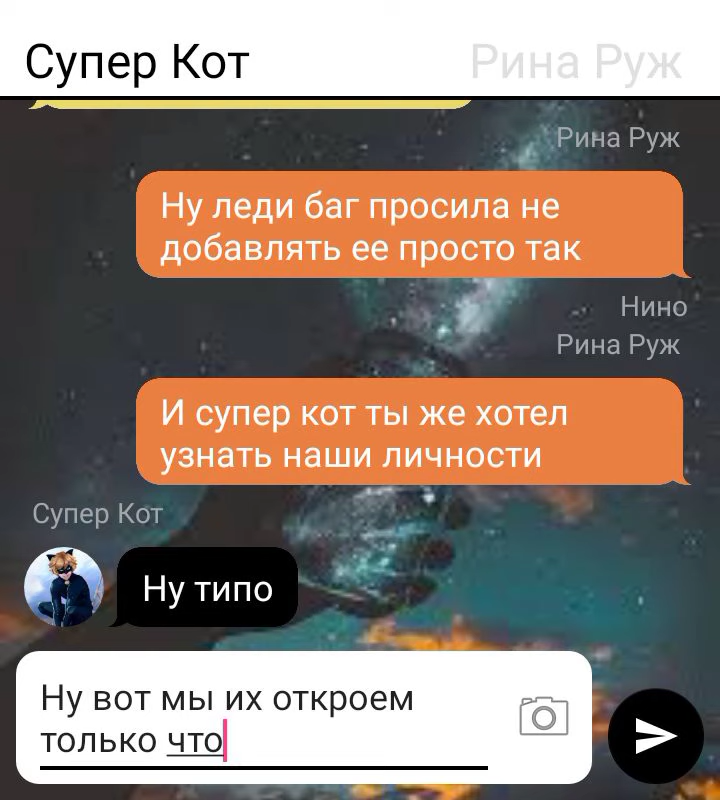 Супер Кот
Рина Руж
Рина Руж
Ну леди баг просила не
добавлять ее просто так
Нино
Рина Руж
И супер кот ты же хотел
узнать наши личности
Супер Кот
Ну типо
Ну вот мы их откроем
только что